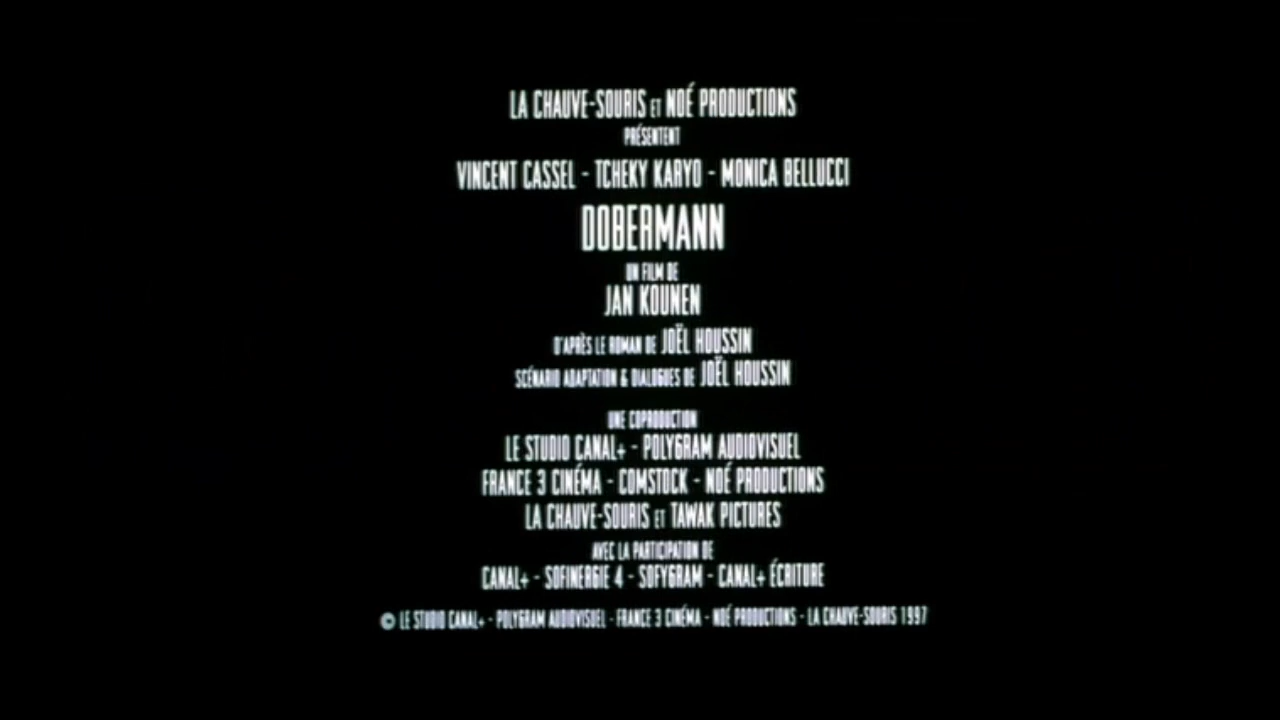 LA CHAUVE-SOURIS ET NOÉ PRODUCTIONS
PRÉSENTENT
VINCENT CASSEL - TCHEKY KARYO - MONICA BELLUCCI
DOBERMANN
UN FILM DE
JAN KOUNEN
D'APRÈS LE ROMAN DE JOËL HOUSSIN
SCÉNARIO ADAPTATION & DIALOGUES DE JOËL HOUSSIN
UNE COPRODUCTION
LE STUDIO CANAL+ - POLYGRAM AUDIOVISUEL
FRANCE 3 CINÉMA - COMSTOCK - NOÉ PRODUCTIONS
LA CHAUVE-SOURIS ET TAWAK PICTURES
AVEC LA PARTICIPATION DE
CANAL+ - SOFINERGIE 4 - SOFYGRAM - CANAL+ ÉCRITURE
© LE STUDIO CANAL+ - POLYGRAM AUDIOVISUEL - FRANCE 3 CINÉMA - NOÉ PRODUCTIONS - LA CHAUVE-SOURIS 1997